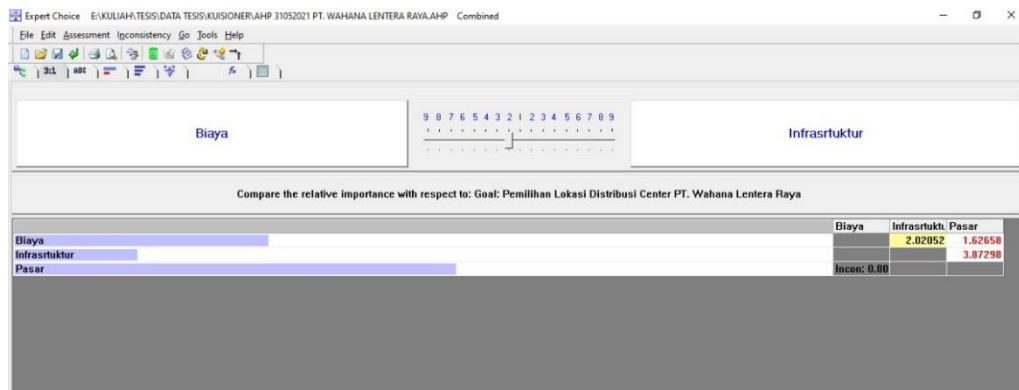 Expert Choice E:\KULIAH\TESIS\DATA TESIS\KUISIONER\AHP 31052021 PT. WAHANA LENTERA RAYA.AHP Combined
File Edit Assessment Inconsistency Go Tools Help
3:1 ABC
Biaya 9 8 7 6 5 4 3 2 1 2 3 4 5 6 7 8 9 Infrasrtuktur
Compare the relative importance with respect to: Goal: Pemilihan Lokasi Distribusi Center PT. Wahana Lentera Raya
Biaya Infrasrtuktu Pasar
Biaya 2.02052 1.62658
Infrasrtuktur 3.87298
Pasar Incon: 0.00